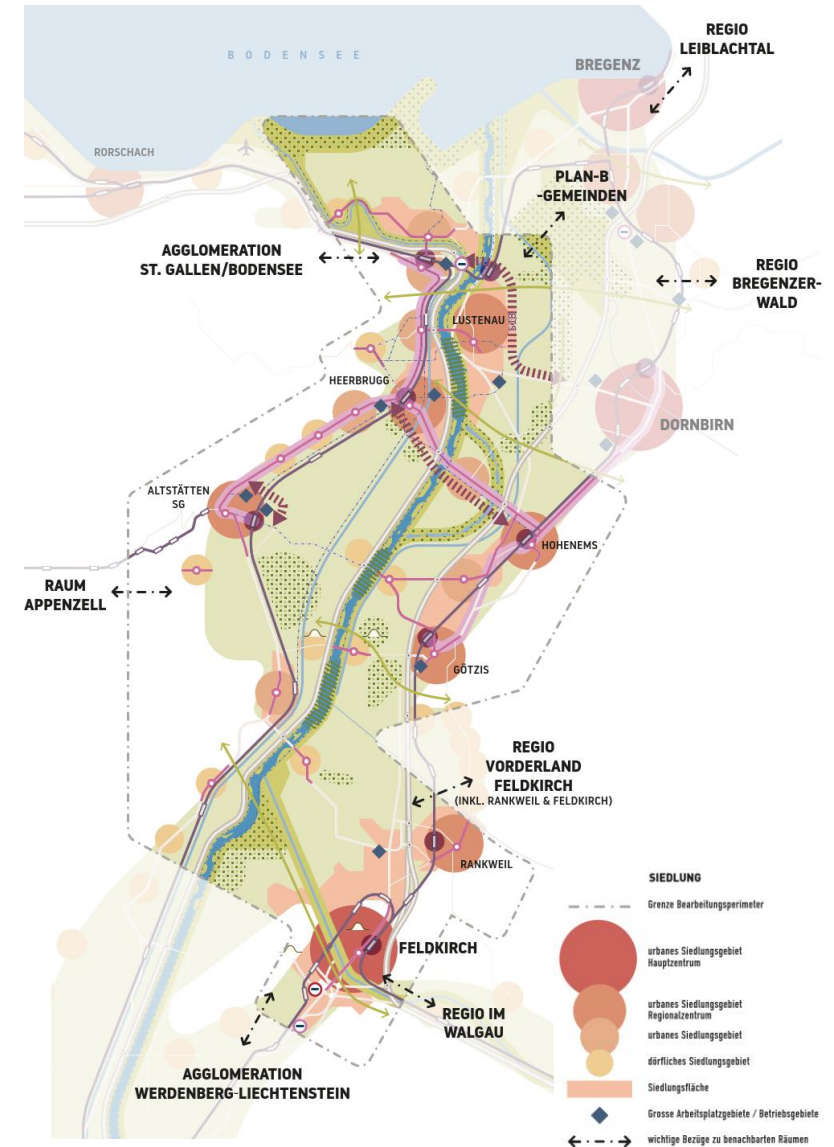 BODENSEE
REGIO
LEIBLACHTAL
BREGENZ
RORSCHACH
PLAN-B
-GEMEINDEN
AGGLOMERATION
ST. GALLEN/BODENSEE
REGIO
BREGENZER-
WALD
LUSTENAU
HEERBRUGG
DORNBIRN
ALTSTÄTTEN
SG
HOHENEMS
RAUM
APPENZELL
GÖTZIS
REGIO
VORDERLAND
FELDKIRCH
(INKL. RANKWEIL & FELDKIRCH)
RANKWEIL
FELDKIRCH
REGIO IM
WALGAU
AGGLOMERATION
WERDENBERG-LIECHTENSTEIN
SIEDLUNG
Grenze Bearbeitungsperimeter
urbanes Siedlungsgebiet
Hauptzentrum
urbanes Siedlungsgebiet
Regionalzentrum
urbanes Siedlungsgebiet
dörfliches Siedlungsgebiet
Siedlungsfläche
Grosse Arbeitsplatzgebiete / Betriebsgebiete
wichtige Bezüge zu benachbarten Räumen